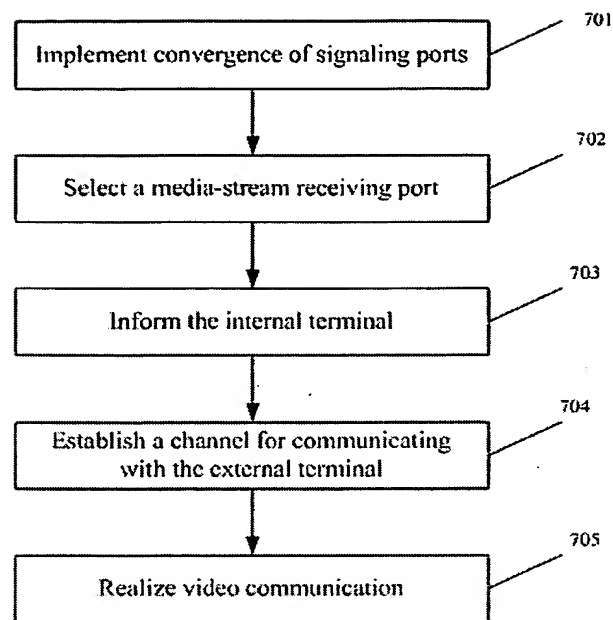 701
Implement convergence of signaling ports
702
Select a media-stream receiving port
703
Inform the internal terminal
704
Establish a channel for communicating
with the external terminal
705
Realize video communication